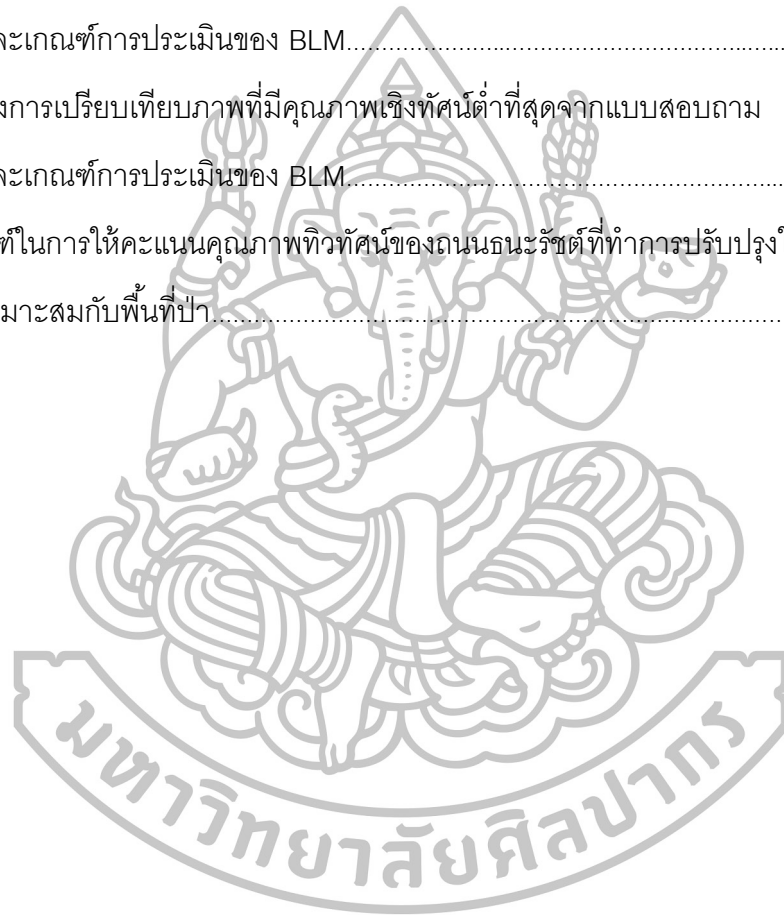 ละเกณฑ์การประเมินของ BLM..............................................................................
งการเปรียบเทียบภาพที่มีคุณภาพเชิงทัศน์ต่ำที่สุดจากแบบสอบถาม
ละเกณฑ์การประเมินของ BLM..............................................................................
ฑ์ในการให้คะแนนคุณภาพทิวทัศน์ของถนนธนะรัชต์ที่ทำการปรับปรุงใ
มาะสมกับพื้นที่ป่า..............................................................................
มหาวิทยาลัยศิลปากร